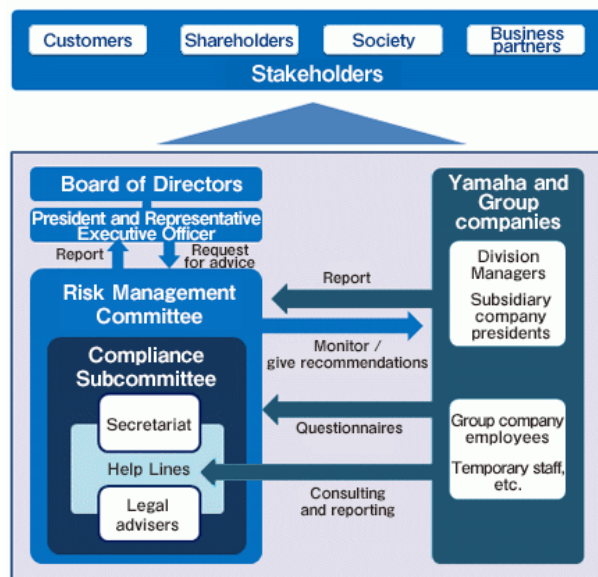 Customers
Shareholders
Society
Business
partners
Stakeholders
Board of Directors
President and Representative
Executive Officer
Report
Request
for advice
Risk Management
Committee
Compliance
Subcommittee
Secretariat
Help Lines
Legal
advisers
Report
Monitor /
give recommendations
Questionnaires
Consulting
and reporting
Yamaha and
Group
companies
Division
Managers
Subsidiary
company
presidents
Group company
employees
Temporary staff,
etc.